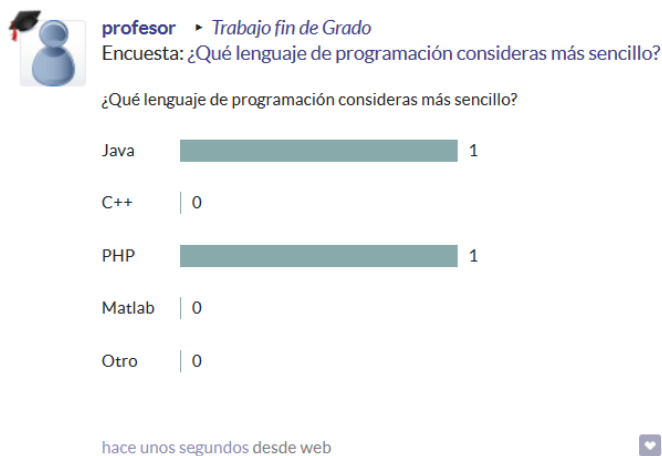 profesor ‣ Trabajo fin de Grado
Encuesta: ¿Qué lenguaje de programación consideras más sencillo?
¿Qué lenguaje de programación consideras más sencillo?
Java 1
C++ 0
PHP 1
Matlab 0
Otro 0
hace unos segundos desde web